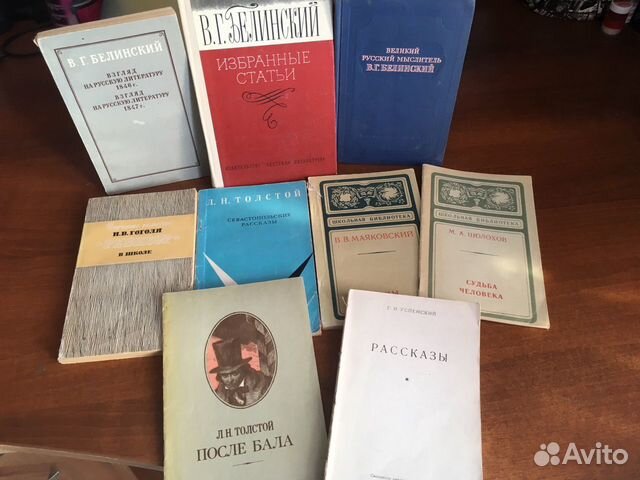 В. Г. БЕЛИНСКИЙ
ВЗГЛЯД
НА РУССКУЮ ЛИТЕРАТУРУ
1846 г.
ВЗГЛЯД
НА РУССКУЮ ЛИТЕРАТУРУ
1847 г.
В. Г. БЕЛИНСКИЙ
ИЗБРАННЫЕ
СТАТЬИ
ВЕЛИКИЙ
РУССКИЙ МЫСЛИТЕЛЬ
В.Г. БЕЛИНСКИЙ
Н.В. ГОГОЛЯ
В ШКОЛЕ
Л. Н. ТОЛСТОЙ
СЕВАСТОПОЛЬСКИЕ
РАССКАЗЫ
ШКОЛЬНАЯ БИБЛИОТЕКА
В. В. МАЯКОВСКИЙ
ШКОЛЬНАЯ БИБЛИОТЕКА
М. А. ШОЛОХОВ
СУДЬБА
ЧЕЛОВЕКА
Л. Н. ТОЛСТОЙ
ПОСЛЕ БАЛА
Г. И. УСПЕНСКИЙ
РАССКАЗЫ
Avito